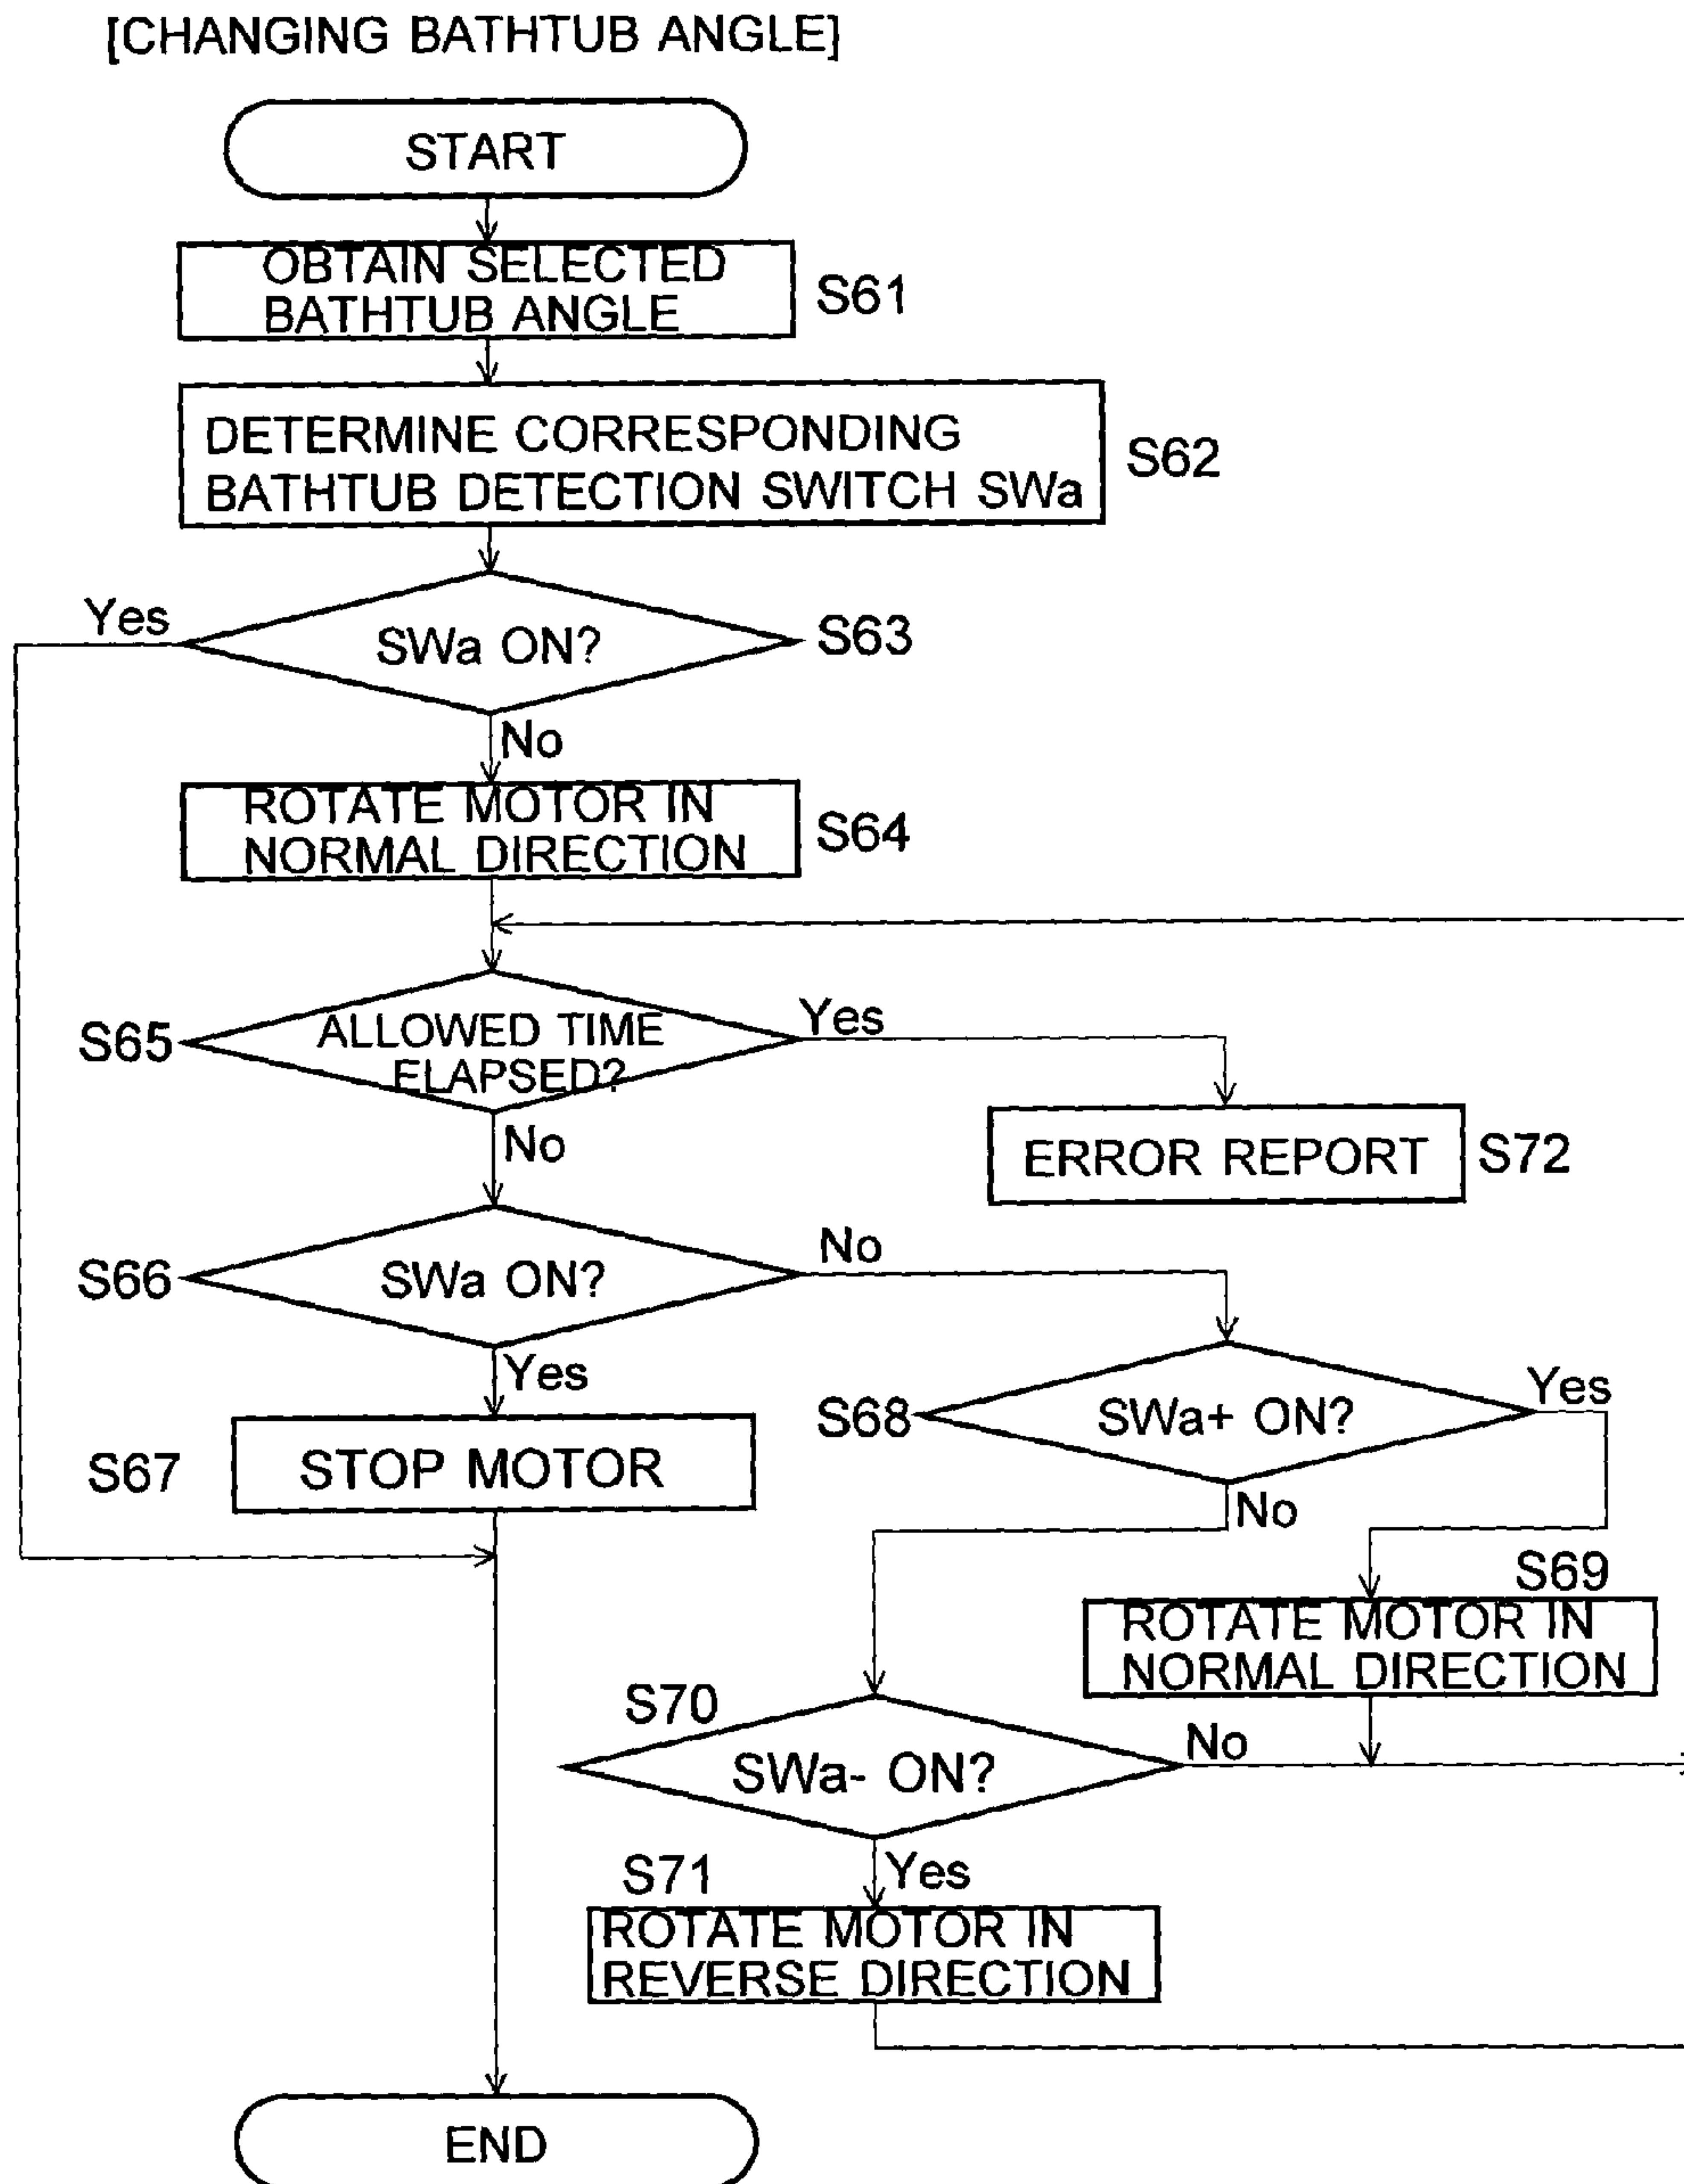 [CHANGING BATHTUB ANGLE]
START
OBTAIN SELECTED
BATHTUB ANGLE
S61
DETERMINE CORRESPONDING
BATHTUB DETECTION SWITCH SWa
S62
Yes
SWa ON?
S63
No
ROTATE MOTOR IN
NORMAL DIRECTION
S64
S65
ALLOWED TIME
ELAPSED?
Yes
No
ERROR REPORT
S72
S66
SWa ON?
No
Yes
S67
STOP MOTOR
S68
SWa+ ON?
Yes
No
S69
ROTATE MOTOR IN
NORMAL DIRECTION
S70
SWa- ON?
No
Yes
S71
ROTATE MOTOR IN
REVERSE DIRECTION
END